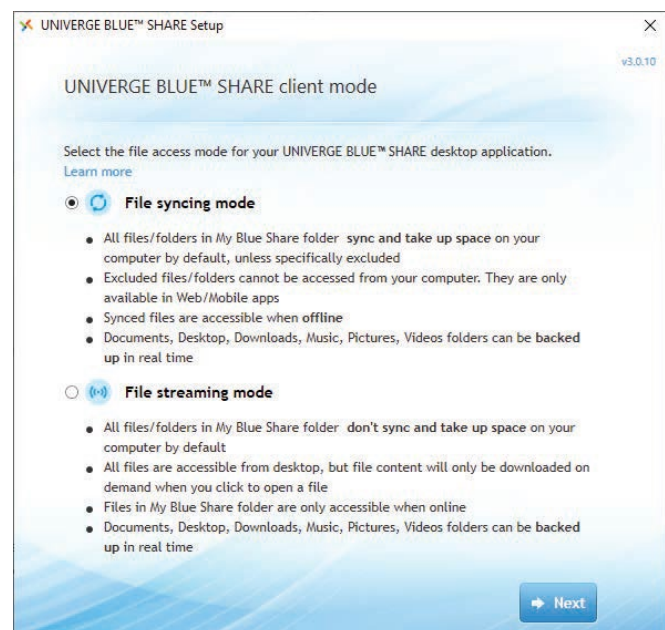 UNIVERGE BLUE™ SHARE Setup
v3.0.10
UNIVERGE BLUE™ SHARE client mode
Select the file access mode for your UNIVERGE BLUE™ SHARE desktop application.
Learn more
File syncing mode
● All files/folders in My Blue Share folder sync and take up space on your
computer by default, unless specifically excluded
● Excluded files/folders cannot be accessed from your computer. They are only
available in Web/Mobile apps
● Synced files are accessible when offline
● Documents, Desktop, Downloads, Music, Pictures, Videos folders can be backed
up in real time
File streaming mode
● All files/folders in My Blue Share folder don't sync and take up space on your
computer by default
● All files are accessible from desktop, but file content will only be downloaded on
demand when you click to open a file
● Files in My Blue Share folder are only accessible when online
● Documents, Desktop, Downloads, Music, Pictures, Videos folders can be backed
up in real time
Next